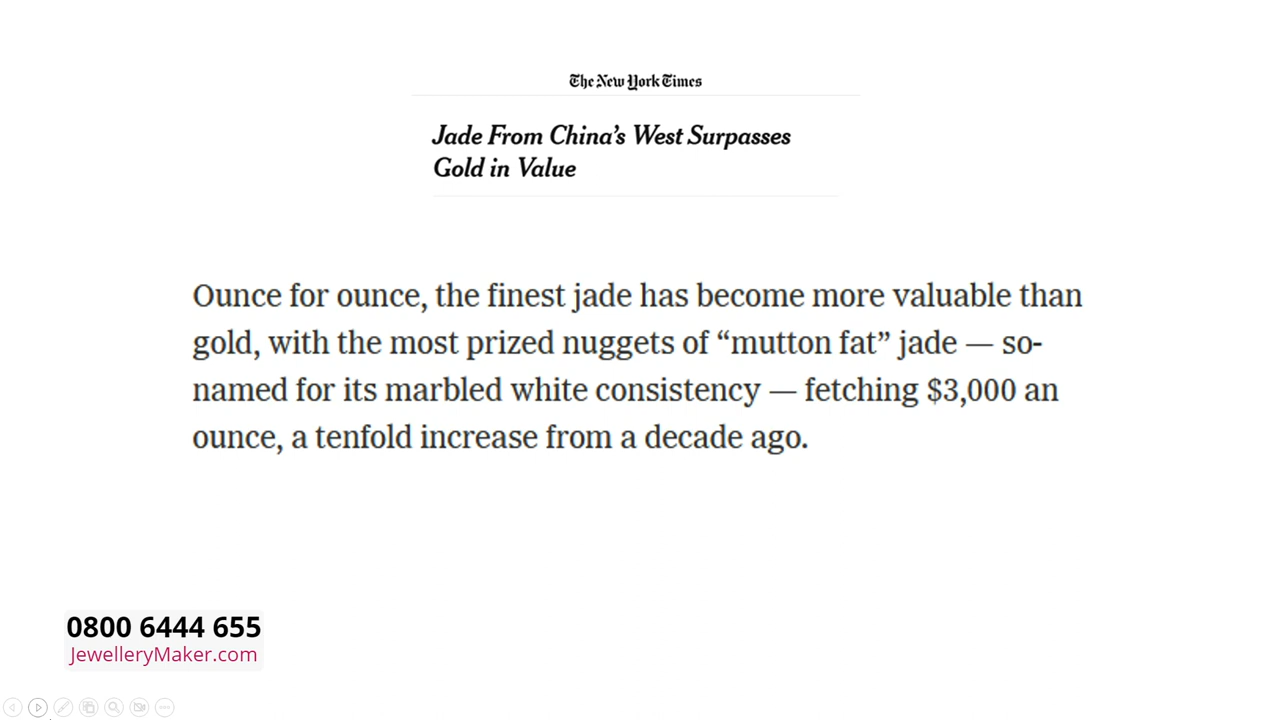 The New York Times
Jade From China's West Surpasses
Gold in Value
Ounce for ounce, the finest jade has become more valuable than
gold, with the most prized nuggets of “mutton fat” jade — so-
named for its marbled white consistency — fetching $3,000 an
ounce, a tenfold increase from a decade ago.
0800 6444 655
JewelleryMaker.com